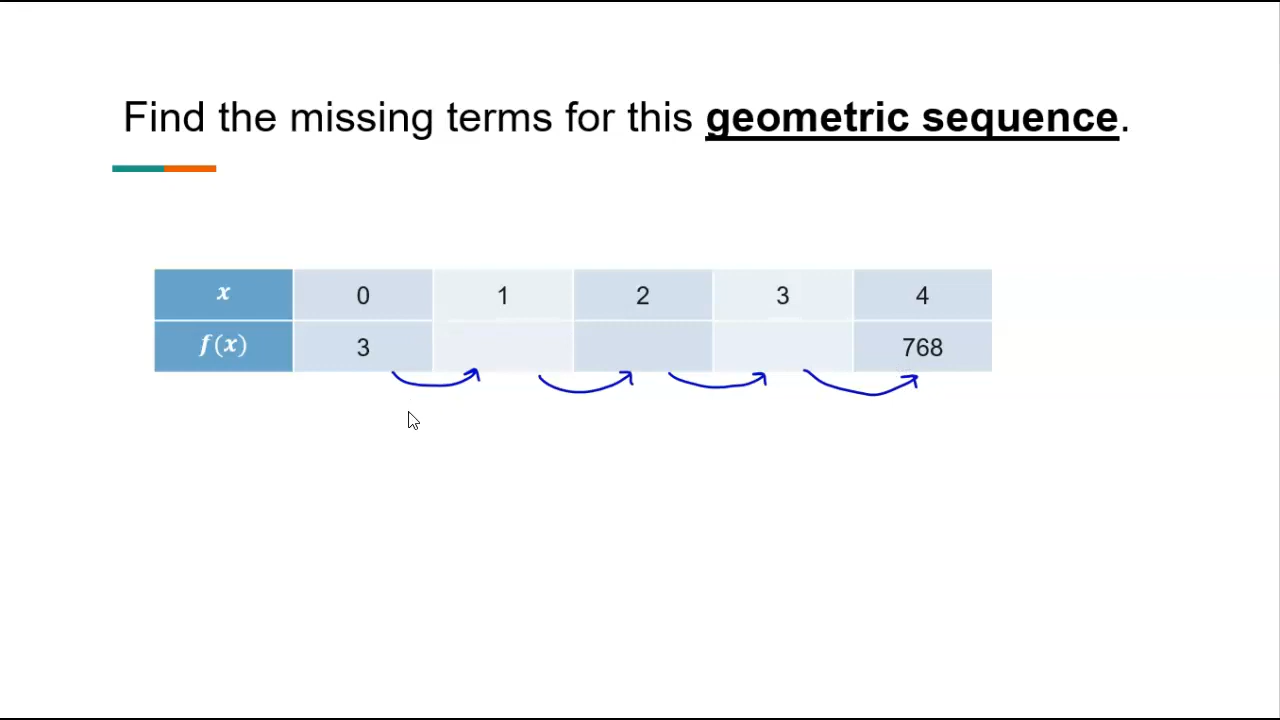 Find the missing terms for this geometric sequence.
x 0 1 2 3 4
f(x) 3 768